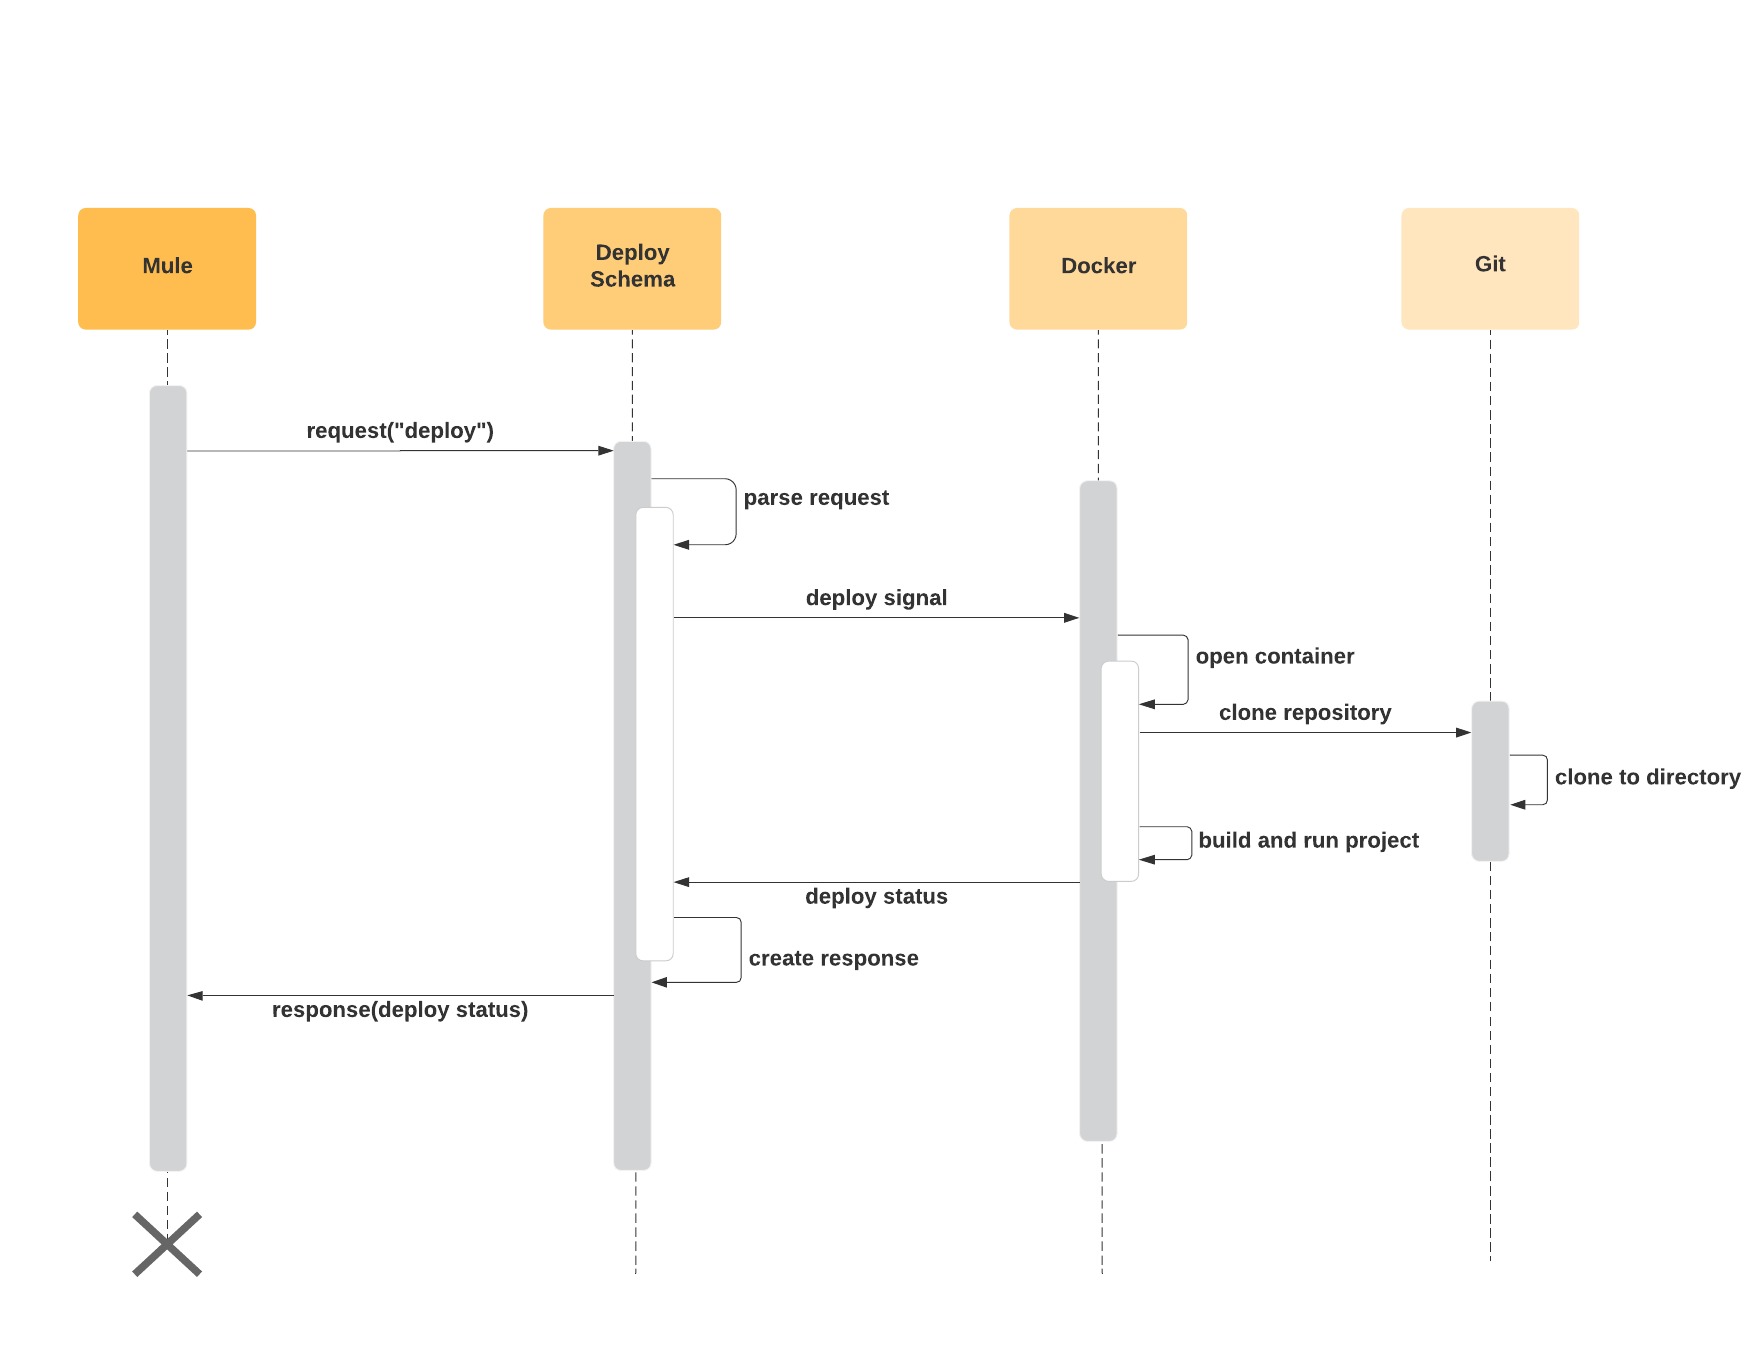 Mule
Deploy
Schema
Docker
Git
request("deploy")
parse request
deploy signal
open container
clone repository
clone to directory
build and run project
deploy status
create response
response(deploy status)